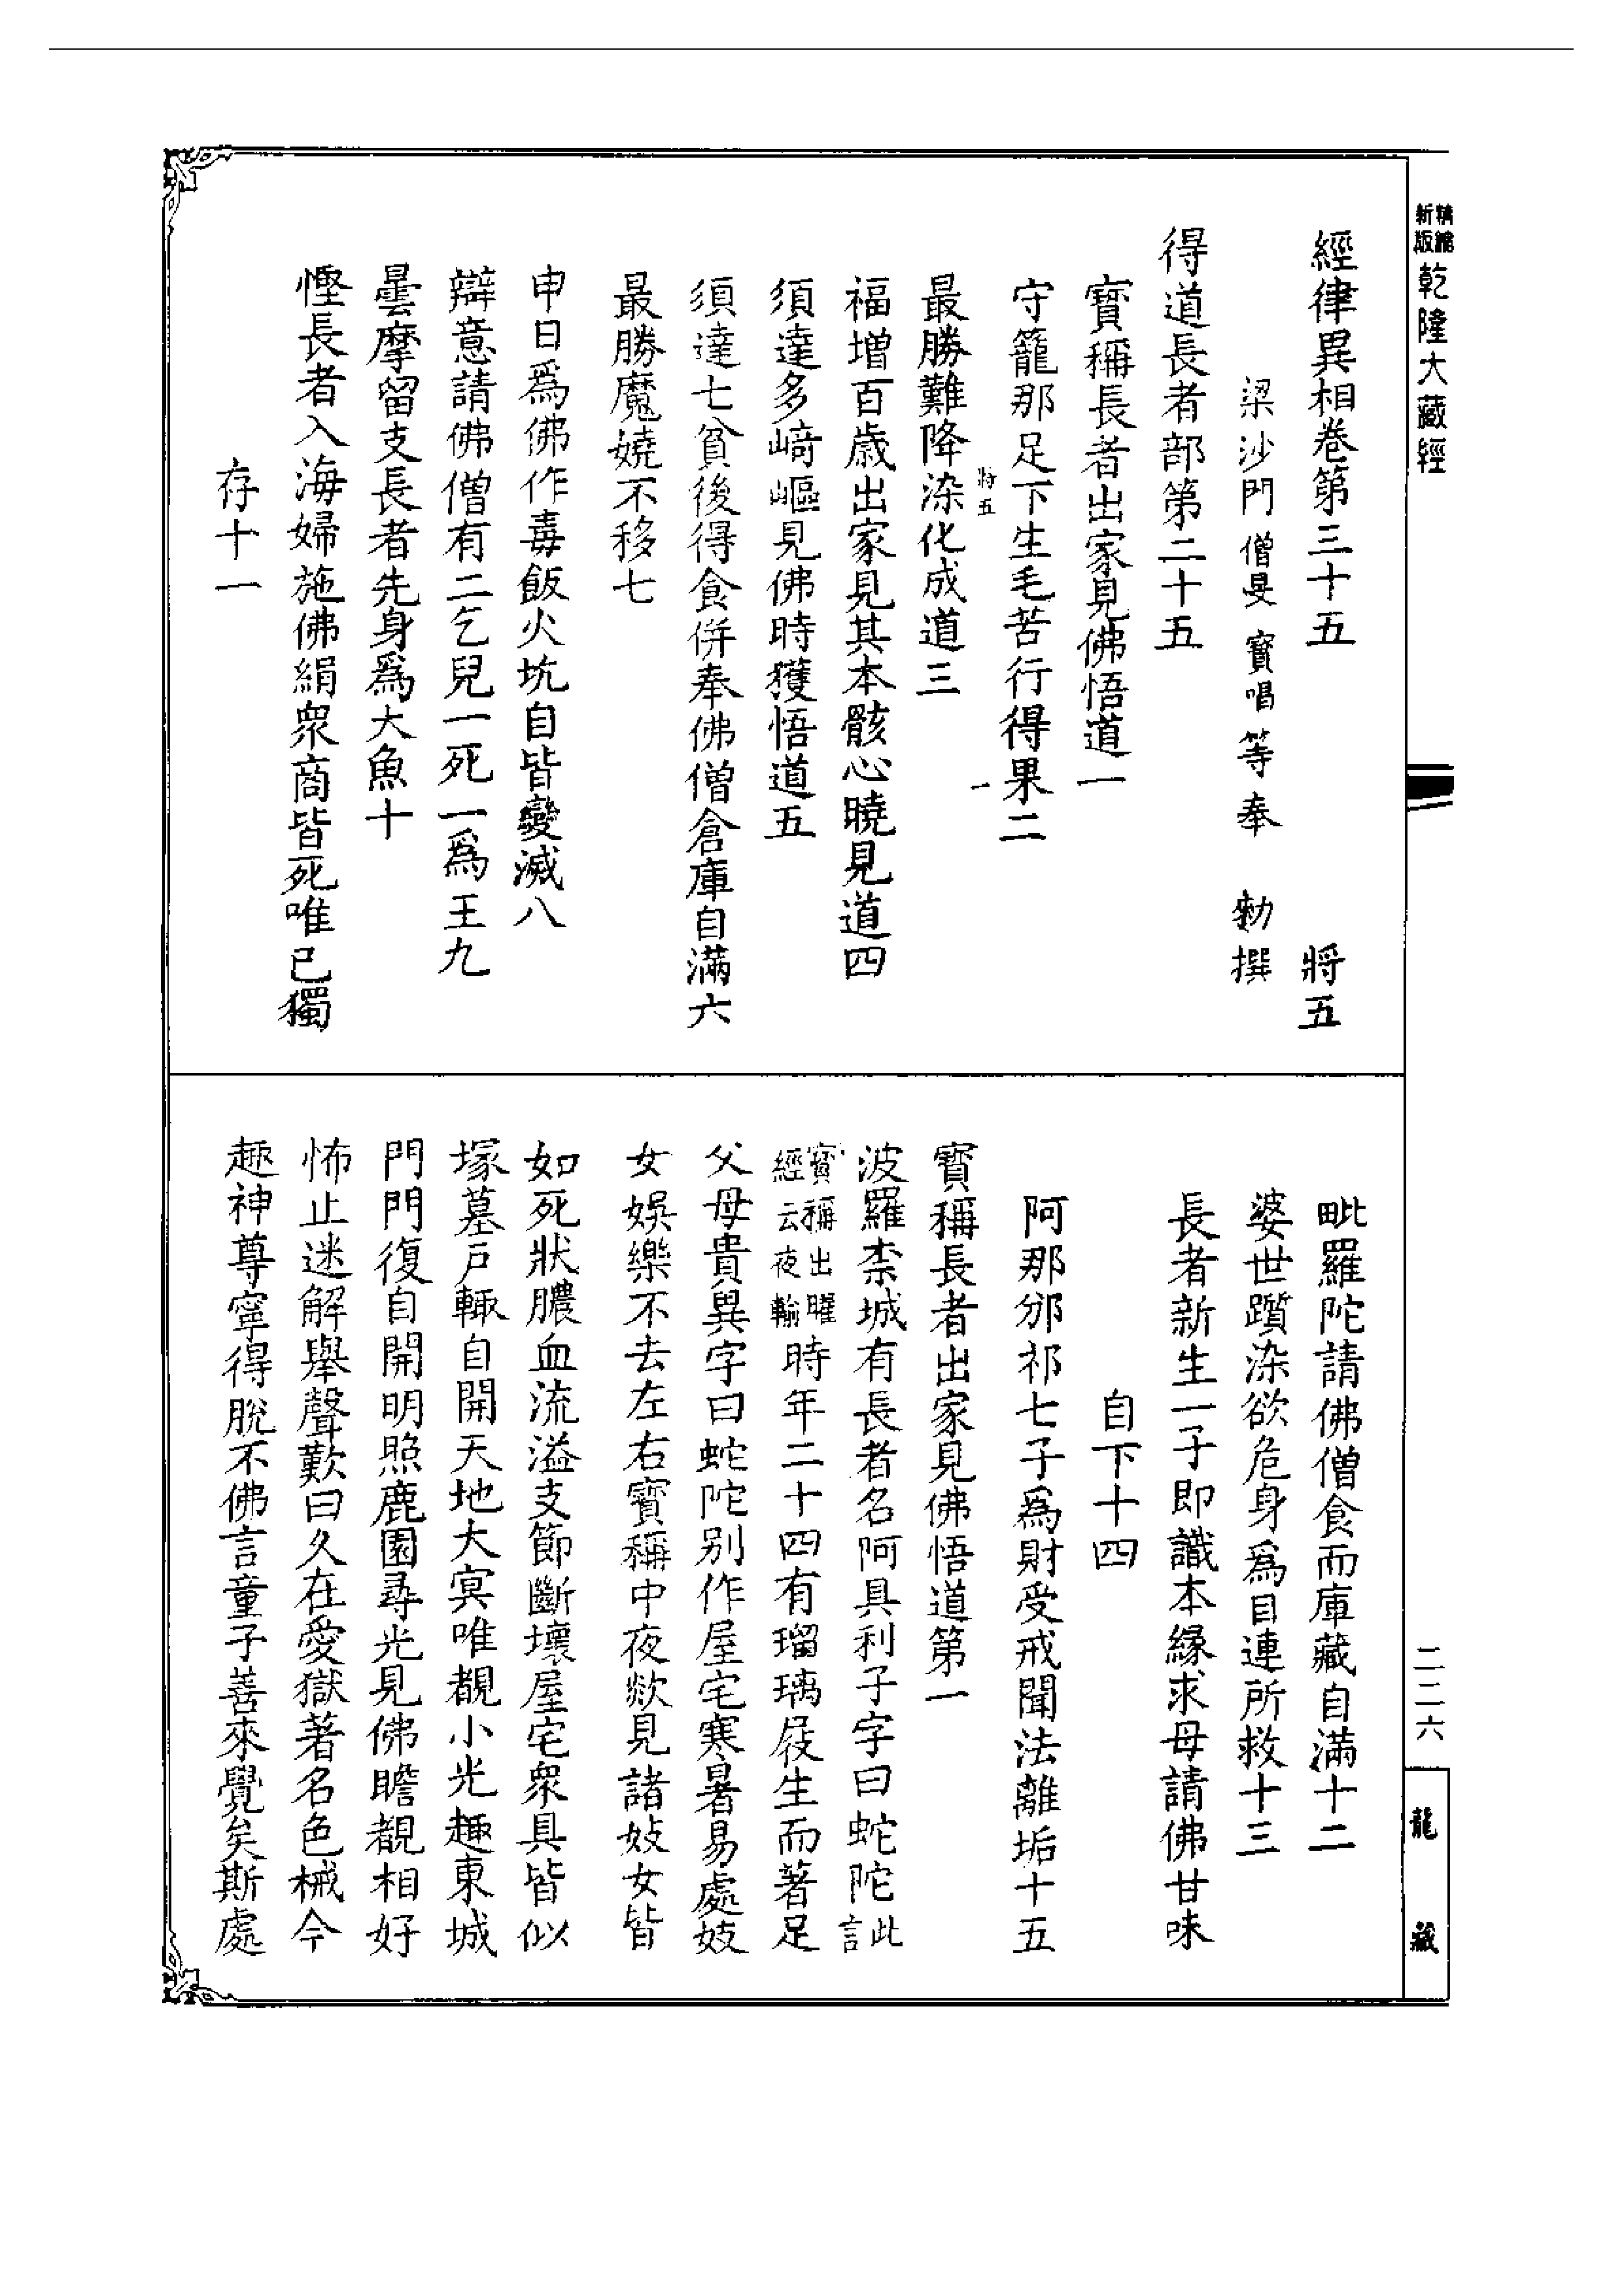 精縮新版乾隆大藏經
二二六
龍藏
經律異相卷第三十五 將五
梁沙門僧旻寶唱等奉 勅撰
得道長者部第二十五
寶稱長者出家見佛悟道一
守籠那足下生毛苦行得果二
將五 一
最勝難降染化成道三
福增百歲出家見其本骸心曉見道四
須達多崎嶇見佛時獲悟道五
須達七貧後得食併奉佛僧倉庫自滿六
最勝魔嬈不移七
申日爲佛作毒飯火坑自皆變滅八
辯意請佛僧有二乞兒一死一爲王九
曇摩留支長者先身爲大魚十
慳長者入海婦施佛絹衆商皆死唯已獨
存十一
毗羅陀請佛僧食而庫藏自滿十二
婆世躓染欲危身爲目連所救十三
長者新生一子即識本緣求母請佛甘味
自下十四
阿那邠祁七子爲財受戒聞法離垢十五
寶稱長者出家見佛悟道第一
波羅柰城有長者名阿具利子字曰蛇陀此言
寶稱出曜經云夜輸時年二十四有瑠璃屐生而著足
父母貴異字曰蛇陀別作屋宅寒暑易處妓
女娛樂不去左右寶稱中夜欻見諸妓女皆
如死狀膿血流溢支節斷壞屋宅衆具皆似
塚墓戶輙自開天地大冥唯覩小光趣東城
門門復自開明照鹿園尋光見佛瞻覩相好
怖止迷解舉聲歎曰久在愛獄著名色械今
趣神尊寧得脫不佛言童子善來覺矣斯處